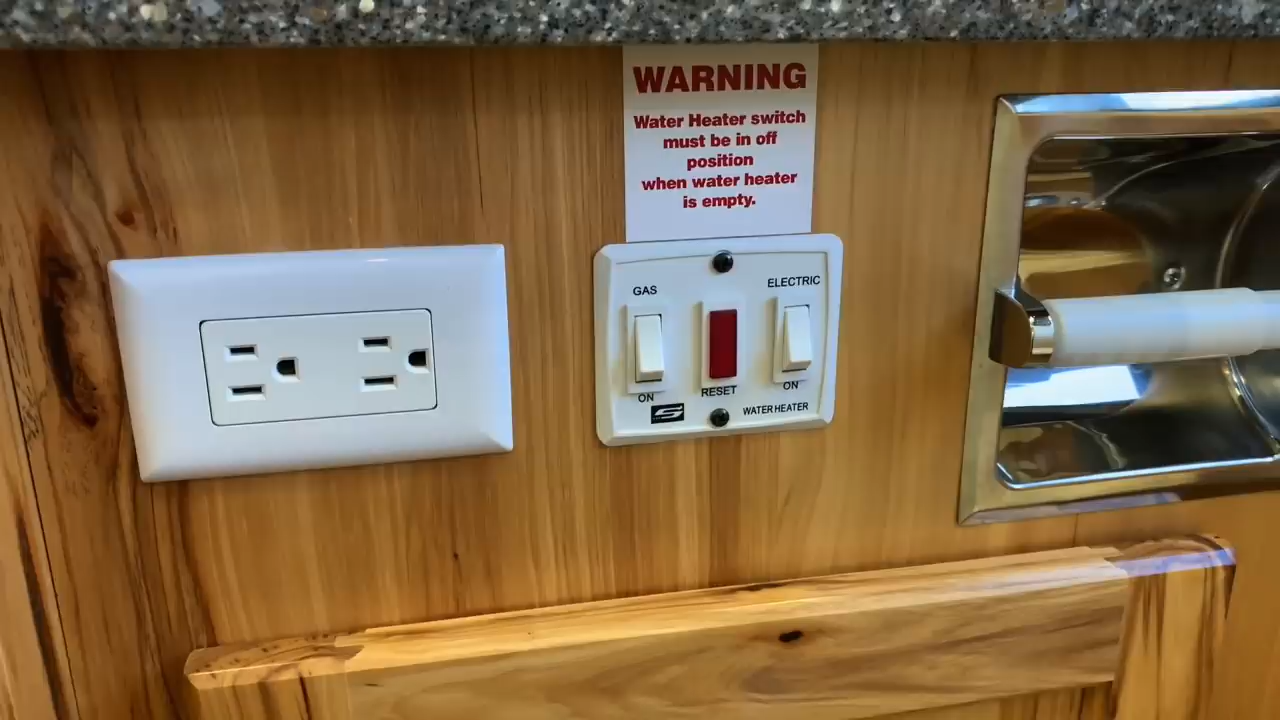 WARNING
Water Heater switch
must be in off
position
when water heater
is empty.
GAS
ELECTRIC
ON
RESET
ON
WATER HEATER